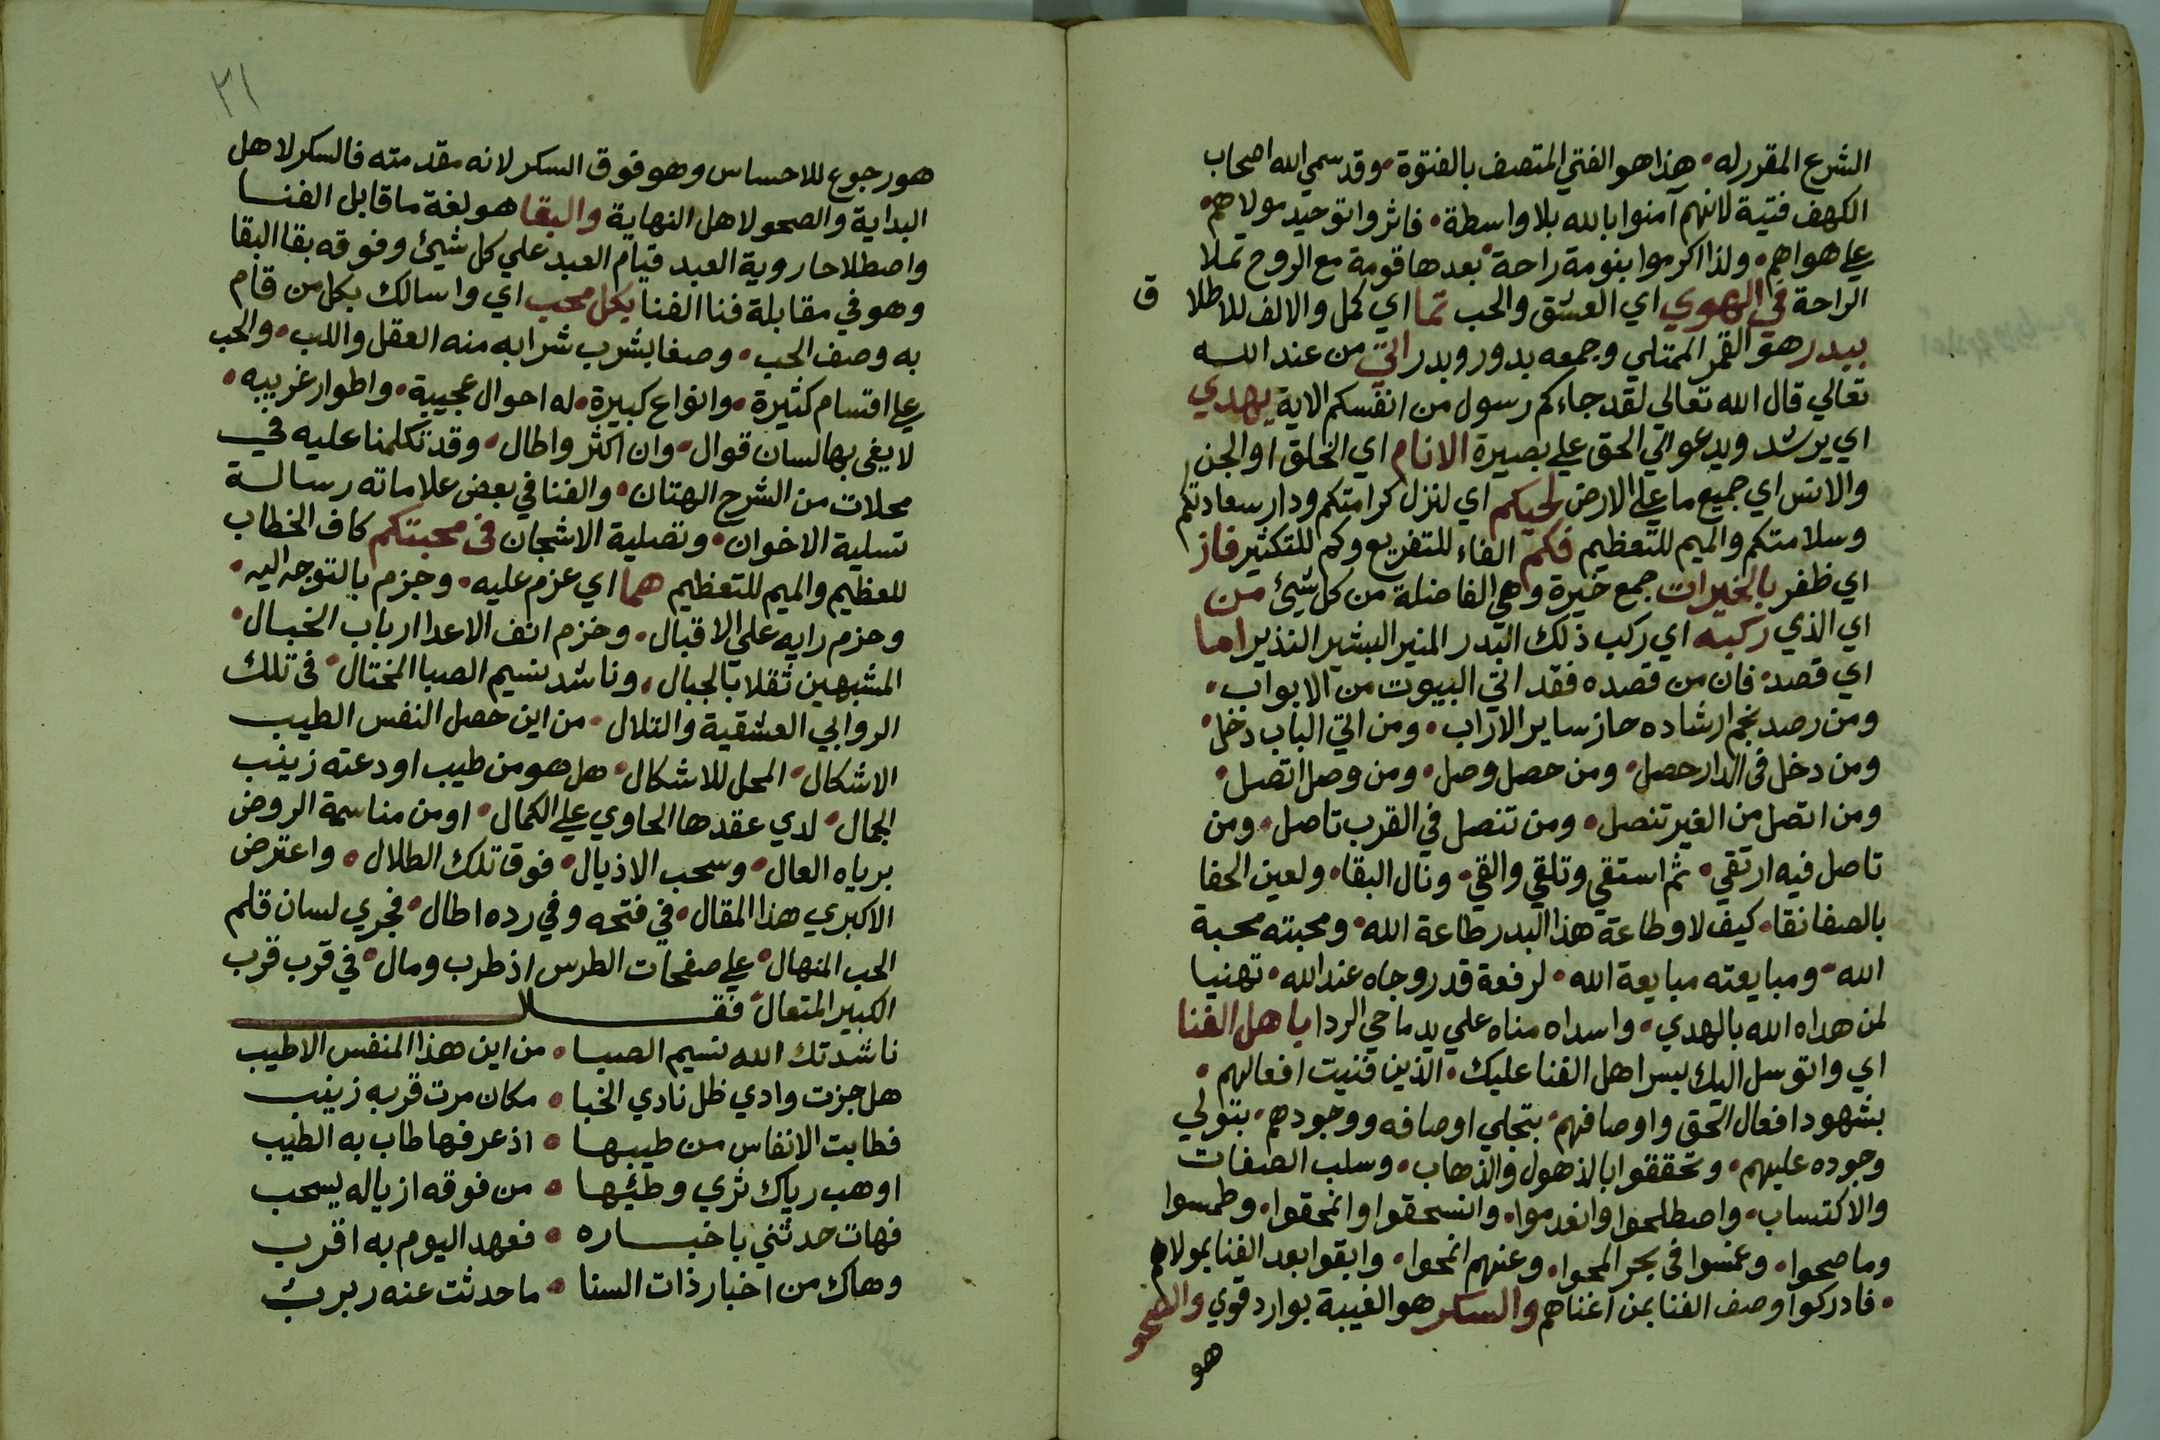 الشرع المقرر له • هذا هو الفتي المتصف بالفتوة • وقد سمي الله اصحاب
الكهف فتية لانهم آمنوا بالله بلا واسطة • فاثروا توحيد مولاهم •
علي هواهم • ولذا اكرموا بنومة راحة • بعدها قومة مع الروح تملا
الراحة في الهوي اي العشق والحب تما اي كمل والالف للاطلا
ق
ببدر هو القمر الممتلي وجمعه بدور وبدر اتي من عند الله
تعالي قال الله تعالي لقد جاءكم رسول من انفسكم الاية يهدي
اي يرشد ويدعو الي الحق علي بصيرة الانام اي الخلق او الجن
والانس اي جميع ما علي الارض لحيكم اي لنزل كرامتكم ودار سعادتكم
وسلامتكم والميم للتعظيم فكم الفاء للتفريع وكم للتكثير فاز
اي ظفر بالخيرات جمع خيرة وهي الفاضلة من كل شيئ من
اي الذي ركبه اي ركب ذلك البدر المنير البشير النذير اما
اي قصد • فان من قصده فقد اتي البيوت من الابواب •
ومن رصد نجم ارشاده حاز ساير الاراب • ومن اتي الباب دخل •
ومن دخل في الدار حصل • ومن حصل وصل • ومن وصل اتصل •
ومن اتصل من الغير تنصل • ومن تنصل في القرب تاصل • ومن
تاصل فيه ارتقي • ثم استقي وتلقي والقي • ونال البقا • ولعين الحفا
بالصفا نقا • كيف لا وطاعة هذا البدر طاعة الله • ومحبته محبة
الله • ومبايعته مبايعة الله • لرفعة قدر وجاه عند الله • تهنيا
لمن هداه الله بالهدي • واسداه مناه علي يد ماحي الردا باهل الفنا
اي واتوسل اليك بسر اهل الفنا عليك • الذين فنيت افعالهم •
بشهود افعال الحق واوصافهم • بتجلي اوصافه ووجودهم • بتولي
وجوده عليهم • وتحققوا بالذهول والذهاب • وسلب الصفات
والاكتساب • واصطلحوا وانعدموا • وانسحقوا وانمحقوا • وطمسوا
وما صحوا • وغمسوا في بحر المحوا • وعنهم انمحوا • وابقوا بعد الفنا بمولاهم
• فادركوا وصف الفنا بمن اغناهم والسكر هو الغيبة بوارد قوي والصحو
هو
٢١
هو رجوع للاحساس وهو فوق السكر لانه مقدمته فالسكر لاهل
البداية والصحو لاهل النهاية والبقا هو لغة ما قابل الفنا
واصطلاحا روية العبد قيام العبد علي كل شيئ وفوقه بقا البقا
وهو في مقابلة فنا الفنا بكل محب اي واسالك بكل من قام
به وصف الحب • وصفا بشرب شرابه منه العقل واللب • والحب
علي اقسام كثيرة • وانواع كبيرة • له احوال عجيبة • واطوار غريبه •
لا يفي بها لسان قوال • وان اكثر واطال • وقد تكلمنا عليه في
محلات من الشرح الهتان • والفنا في بعض علاماته رسالة
تسلية الاخوان • وتصلية الاشجان في محبتكم كاف الخطاب
للعظيم والميم للتعظيم هما اي عزم عليه • وجزم بالتوجه اليه •
وحزم رايه علي الاقبال • وخزم انف الاعدا ارباب الخبال •
المشبهين ثقلا بالجبال • وناشد نسيم الصبا المختال • في تلك
الروابي العشقية والتلال • من اين حصل النفس الطيب
الاشكال • المحل للاشكال • هل هو من طيب اودعته زينب
الجمال • لدي عقدها الحاوي علي الكمال • او من مناسمة الروض
برياه العال • وسحب الاذيال • فوق تلك الطلال • واعترض
الاكبري هذا المقال • في فتحه وفي رده اطال • فجري لسان قلم
الحب المنهال • علي صفحات الطرس اذ طرب ومال • في قرب قرب
الكبير المتعال • فقلا
ناشدتك الله نسيم الصبا • من اين هذا المنفس الاطيب
هل جزت وادي ظل نادي الخبا • مكان مرت قربه زينب
فطابت الانفاس من طيبها • اذ عرفها طاب به الطيب
او هب رياك ثري وطئها • من فوقه ازياله يسحب
فهات حدثني باخباره • فعهد اليوم به اقرب
وهاك من اخبار ذات السنا • ما حدثت عنه ربرب